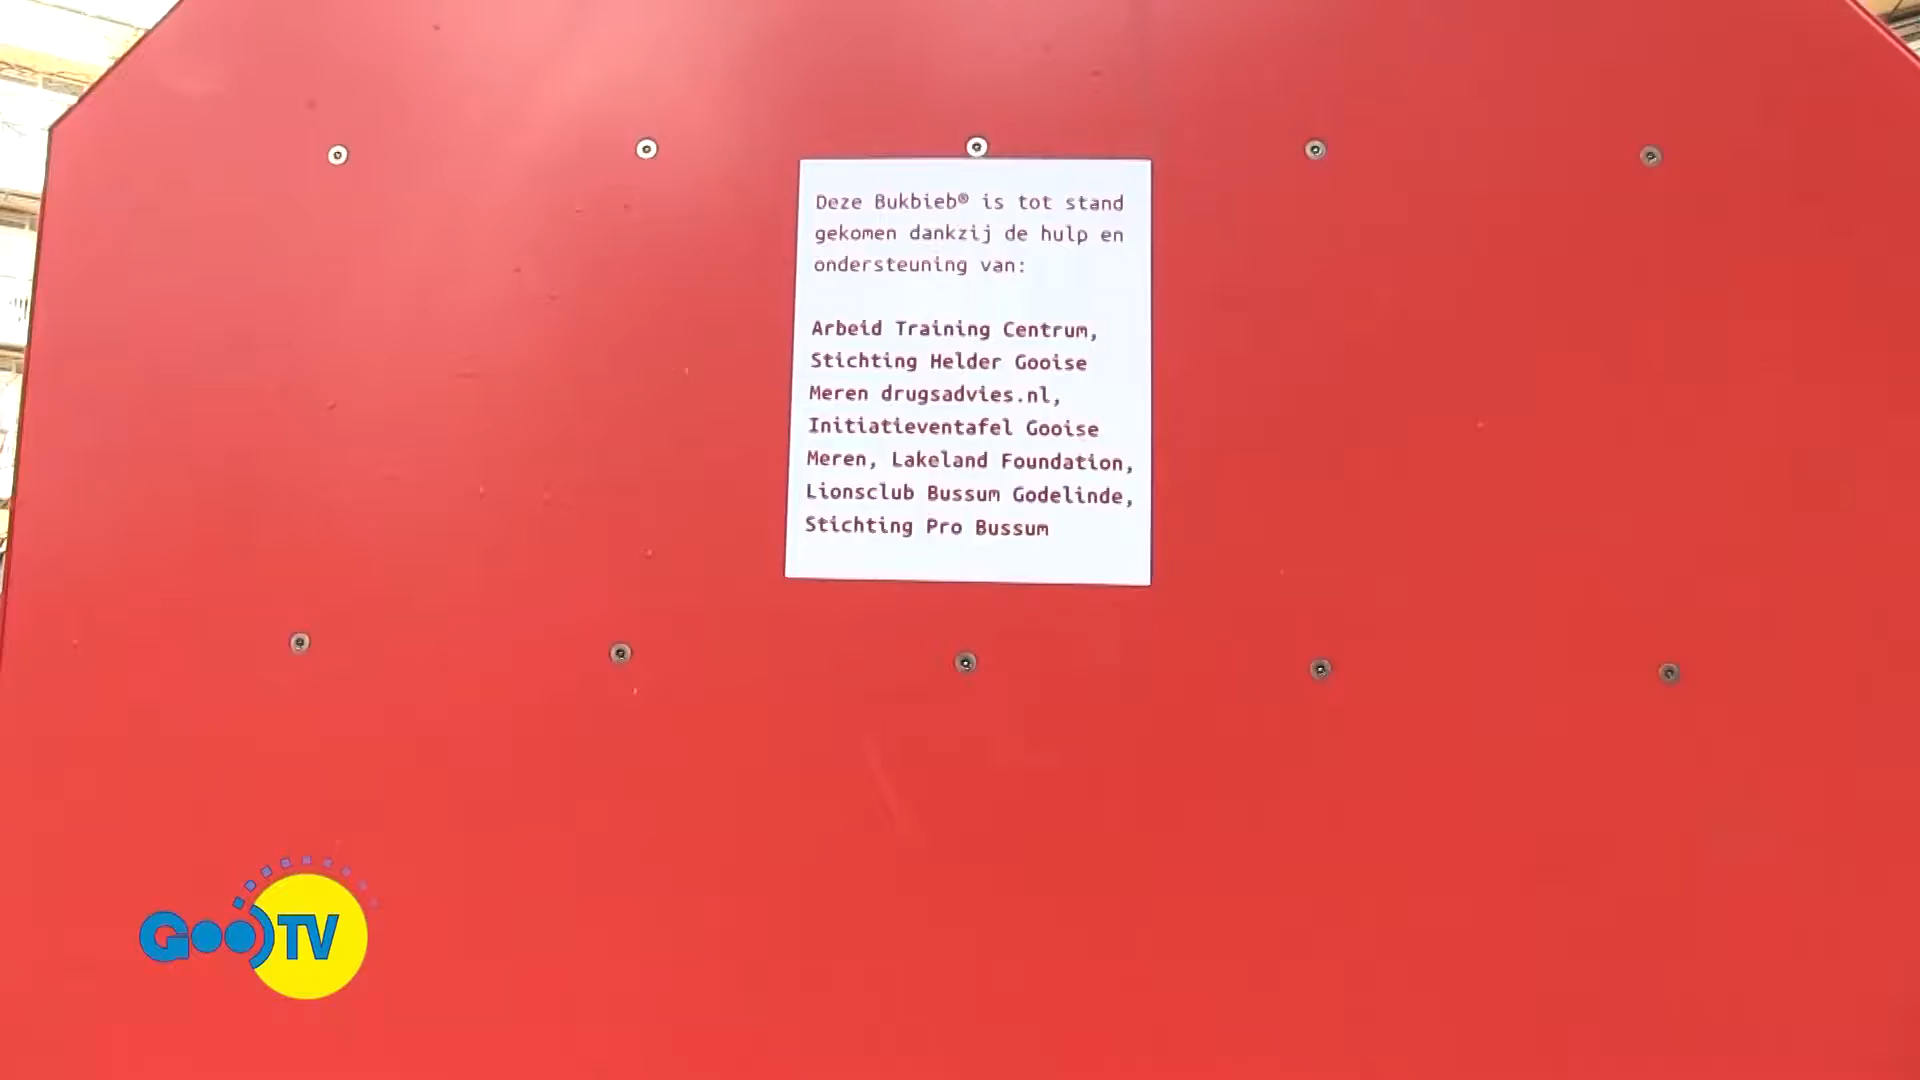 Deze Bukbieb® is tot stand
gekomen dankzij de hulp en
ondersteuning van:
Arbeid Training Centrum,
Stichting Helder Gooise
Meren drugsadvies.nl,
Initiatieventafel Gooise
Meren, Lakeland Foundation,
Lionsclub Bussum Godelinde,
Stichting Pro Bussum
GooiTV